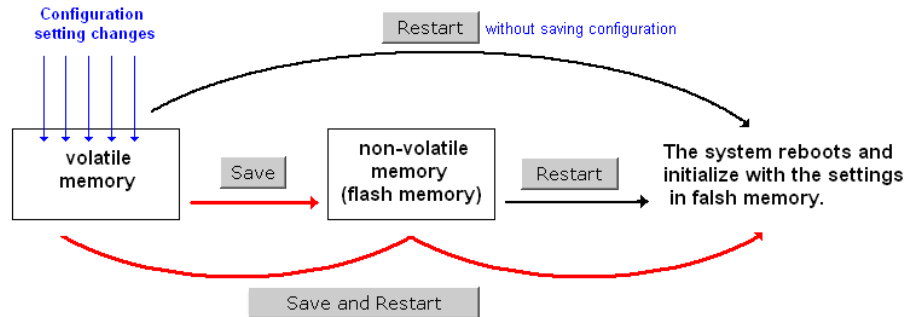 Configuration
setting changes
Restart without saving configuration
volatile
memory
Save
non-volatile
memory
(flash memory)
Restart
The system reboots and
initialize with the settings
in falsh memory.
Save and Restart